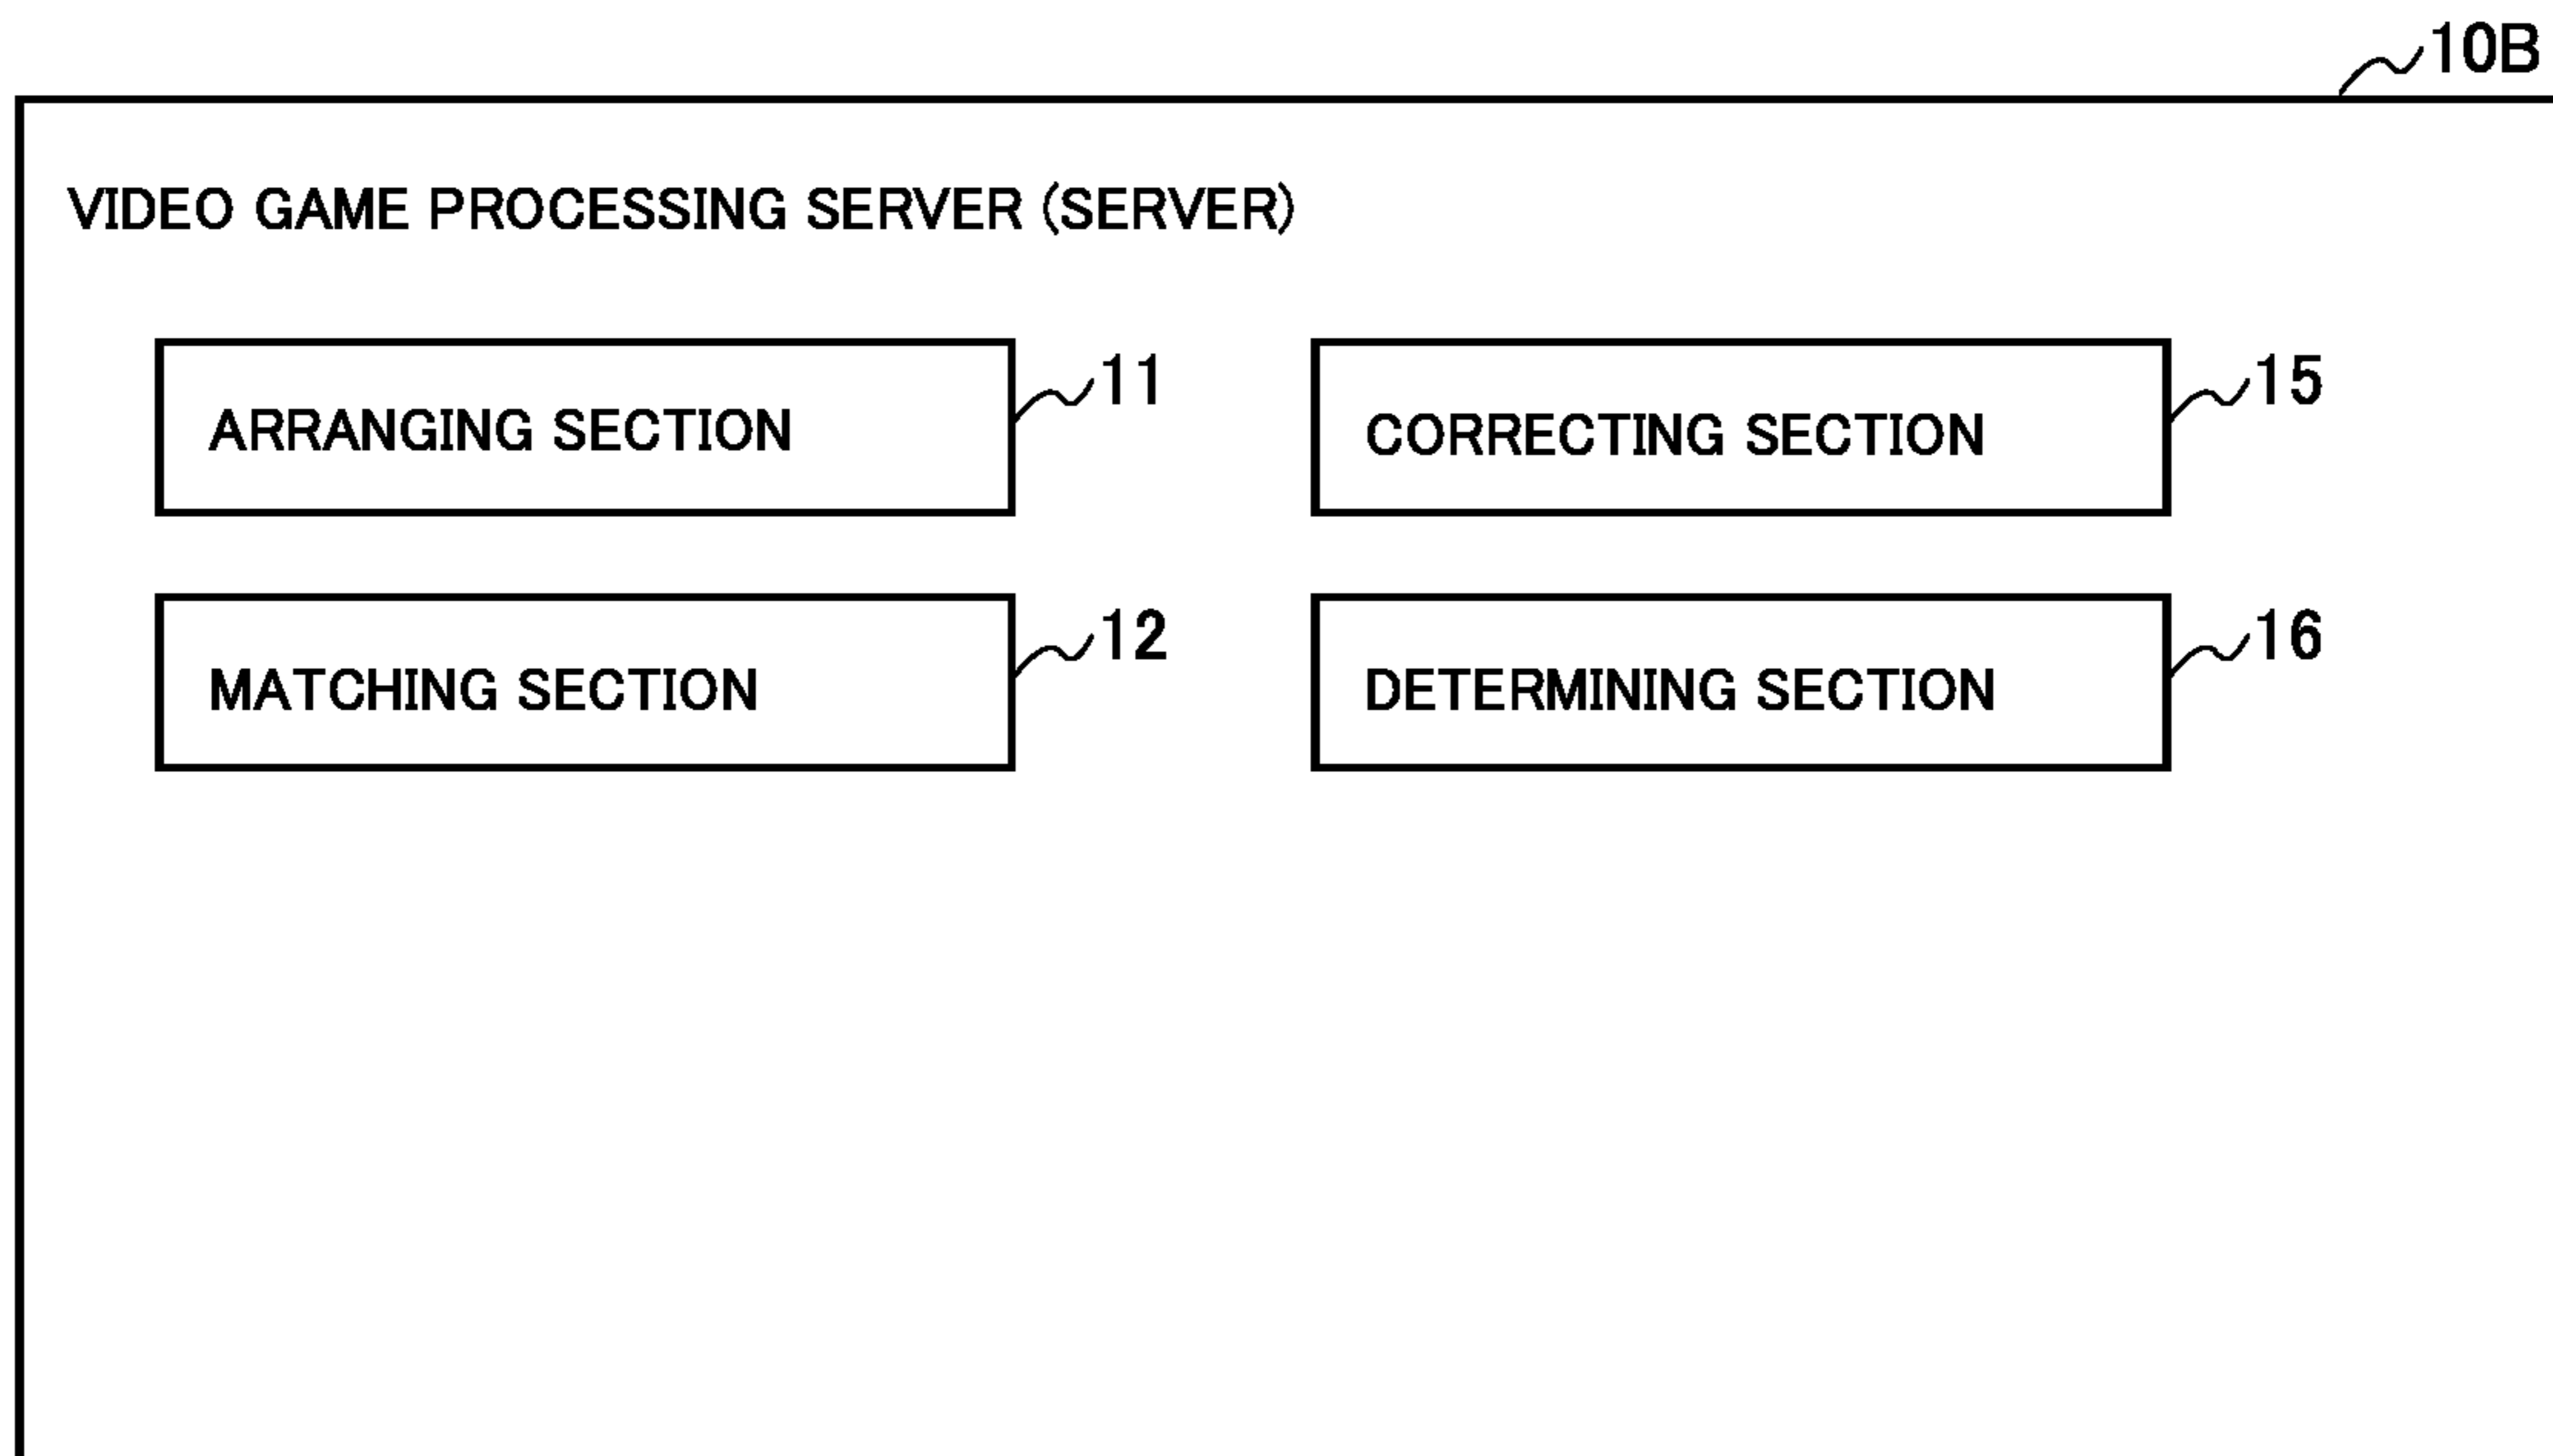 10B
VIDEO GAME PROCESSING SERVER (SERVER)
ARRANGING SECTION
11
CORRECTING SECTION
15
MATCHING SECTION
12
DETERMINING SECTION
16